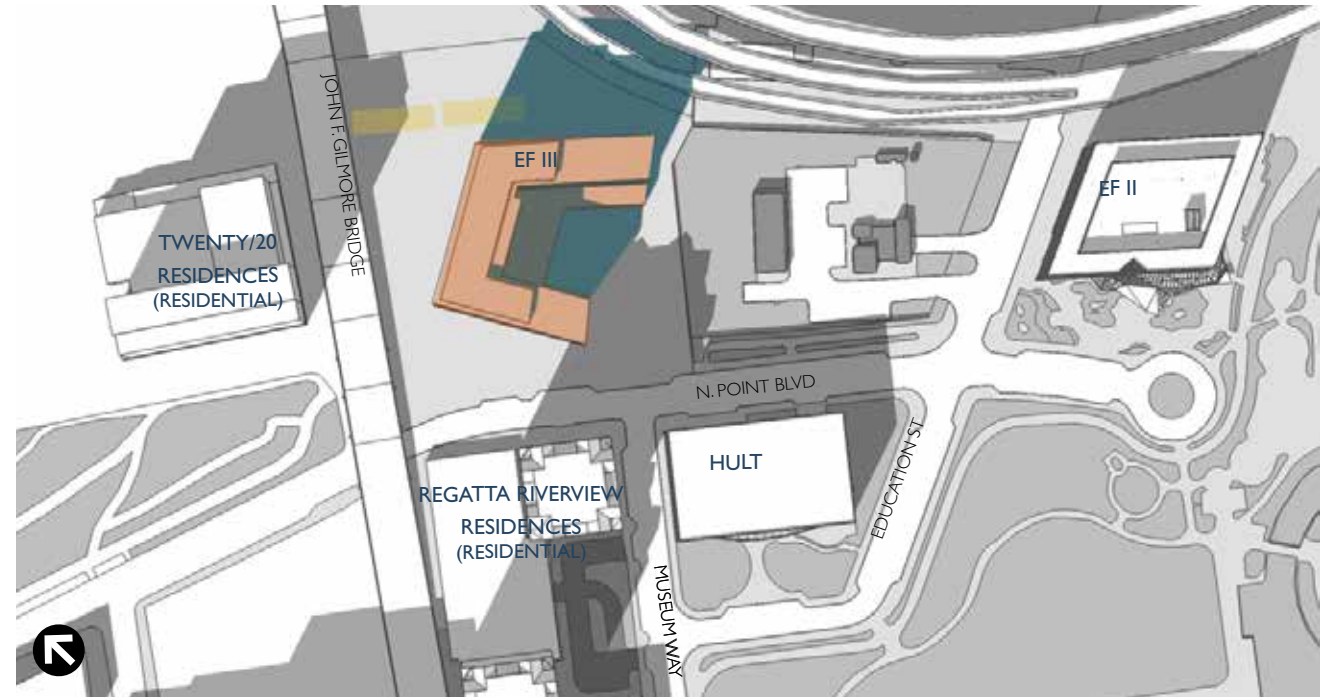 JOHN F. GILMORE BRIDGE
EF III
EF II
TWENTY/20
RESIDENCES
(RESIDENTIAL)
N. POINT BLVD
HULT
EDUCATION ST.
REGATTA RIVERVIEW
RESIDENCES
(RESIDENTIAL)
MUSEUM WAY